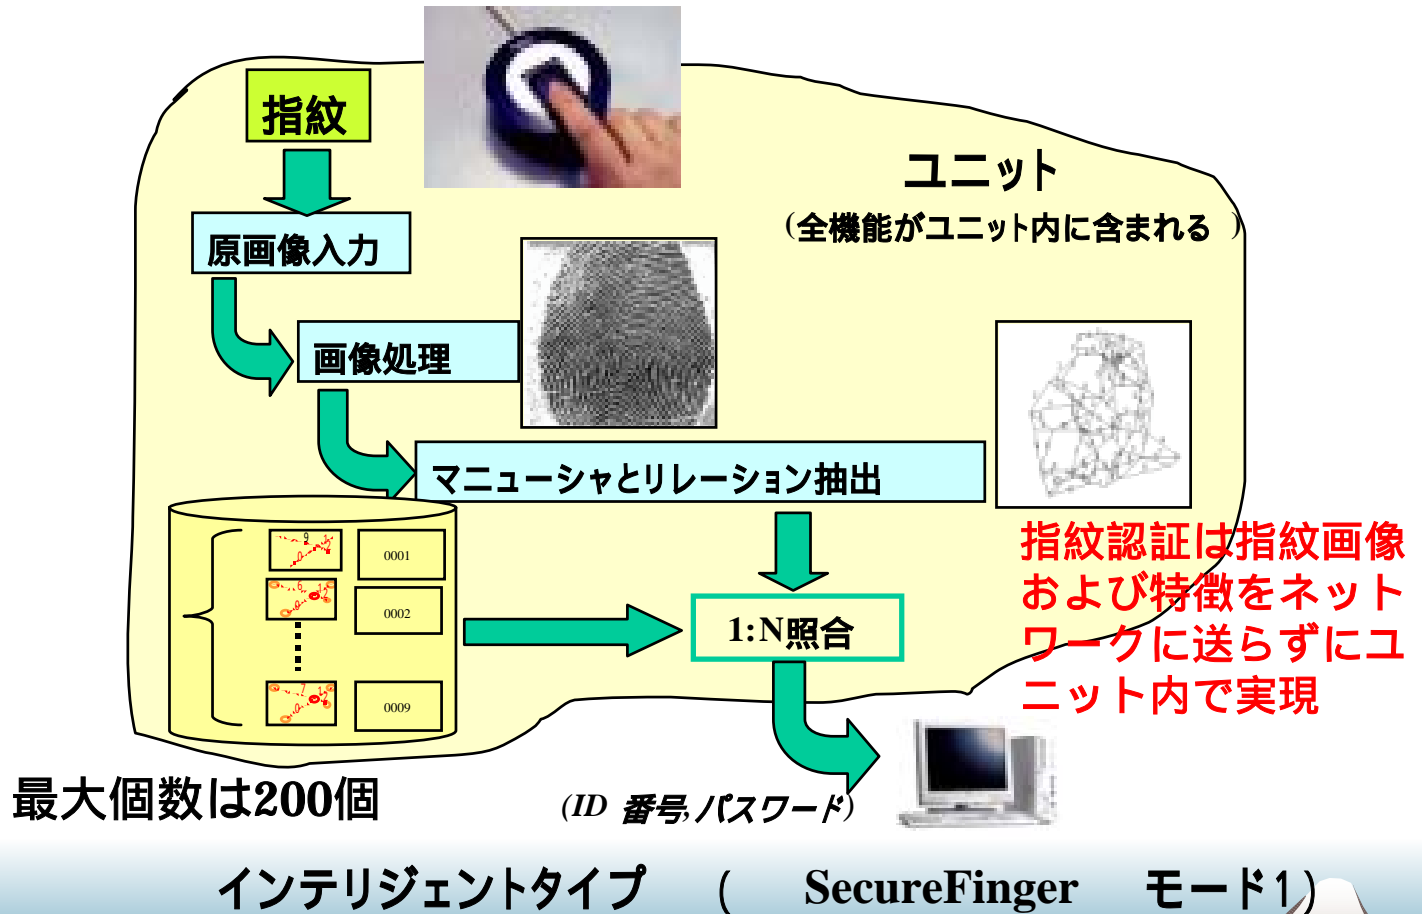 指紋
ユニット
(全機能がユニット内に含まれる )
原画像入力
画像処理
マニューシャとリレーション抽出
0001
0002
0009
1:N照合
指紋認証は指紋画像
および特徴をネット
ワークに送らずにユ
ニット内で実現
最大個数は200個
(ID 番号,パスワード)
インテリジェントタイプ ( SecureFinger モード1)